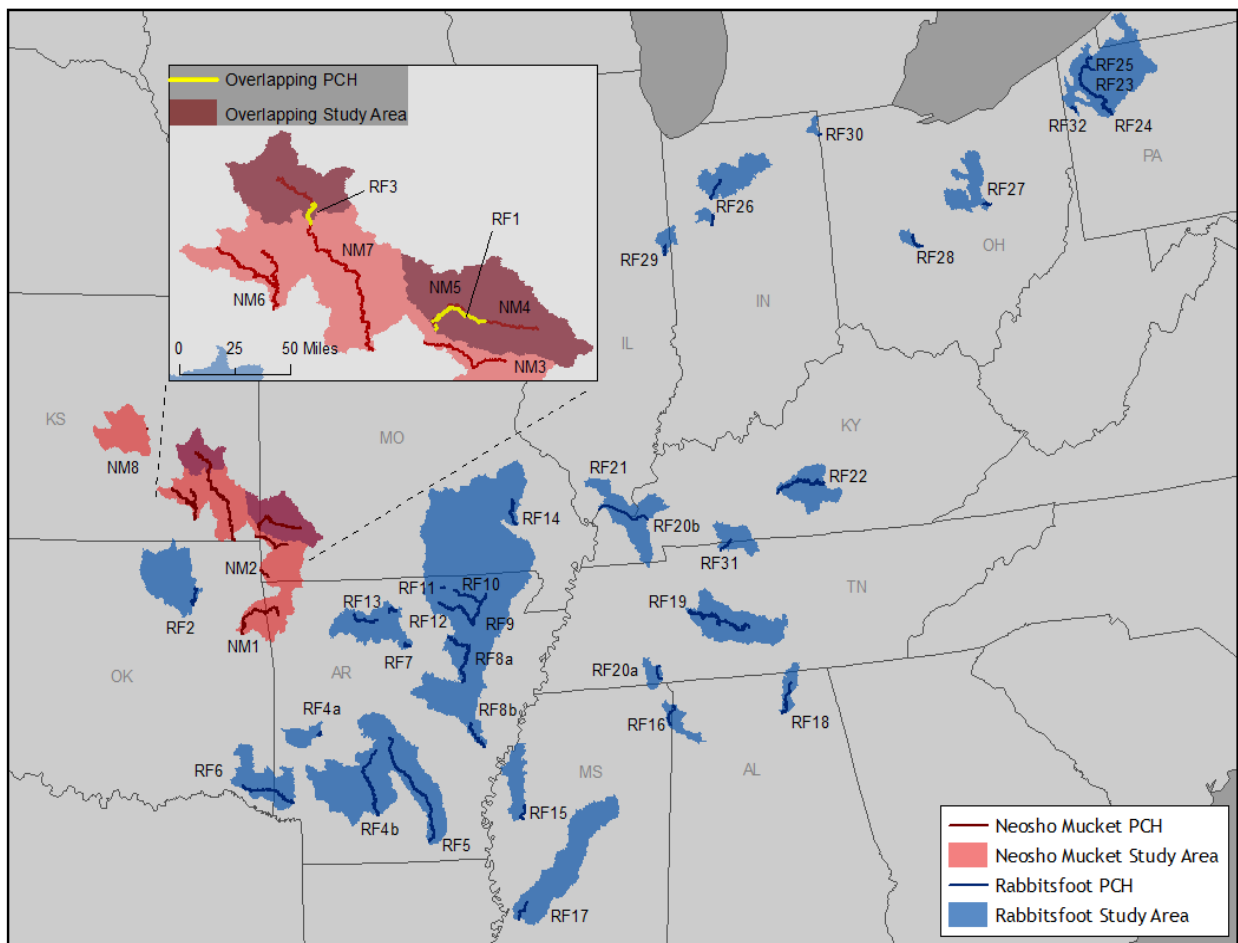 Overlapping PCH
Overlapping Study Area
RF3
RF1
NM7
NM5
NM4
NM6
NM3
0 25 50 Miles
RF25
RF23
RF32
RF24
PA
RF30
RF26
RF27
RF29
RF28
OH
IN
IL
KS
MO
KY
NM8
RF21
RF22
RF14
RF20b
RF31
NM2
RF11
RF10
RF2
RF13
RF12
RF9
RF19
TN
NM1
RF7
RF8a
OK
AR
RF20a
RF4a
RF8b
RF16
RF18
RF6
MS
AL
RF15
RF4b
RF5
RF17
Neosho Mucket PCH
Neosho Mucket Study Area
Rabbitsfoot PCH
Rabbitsfoot Study Area